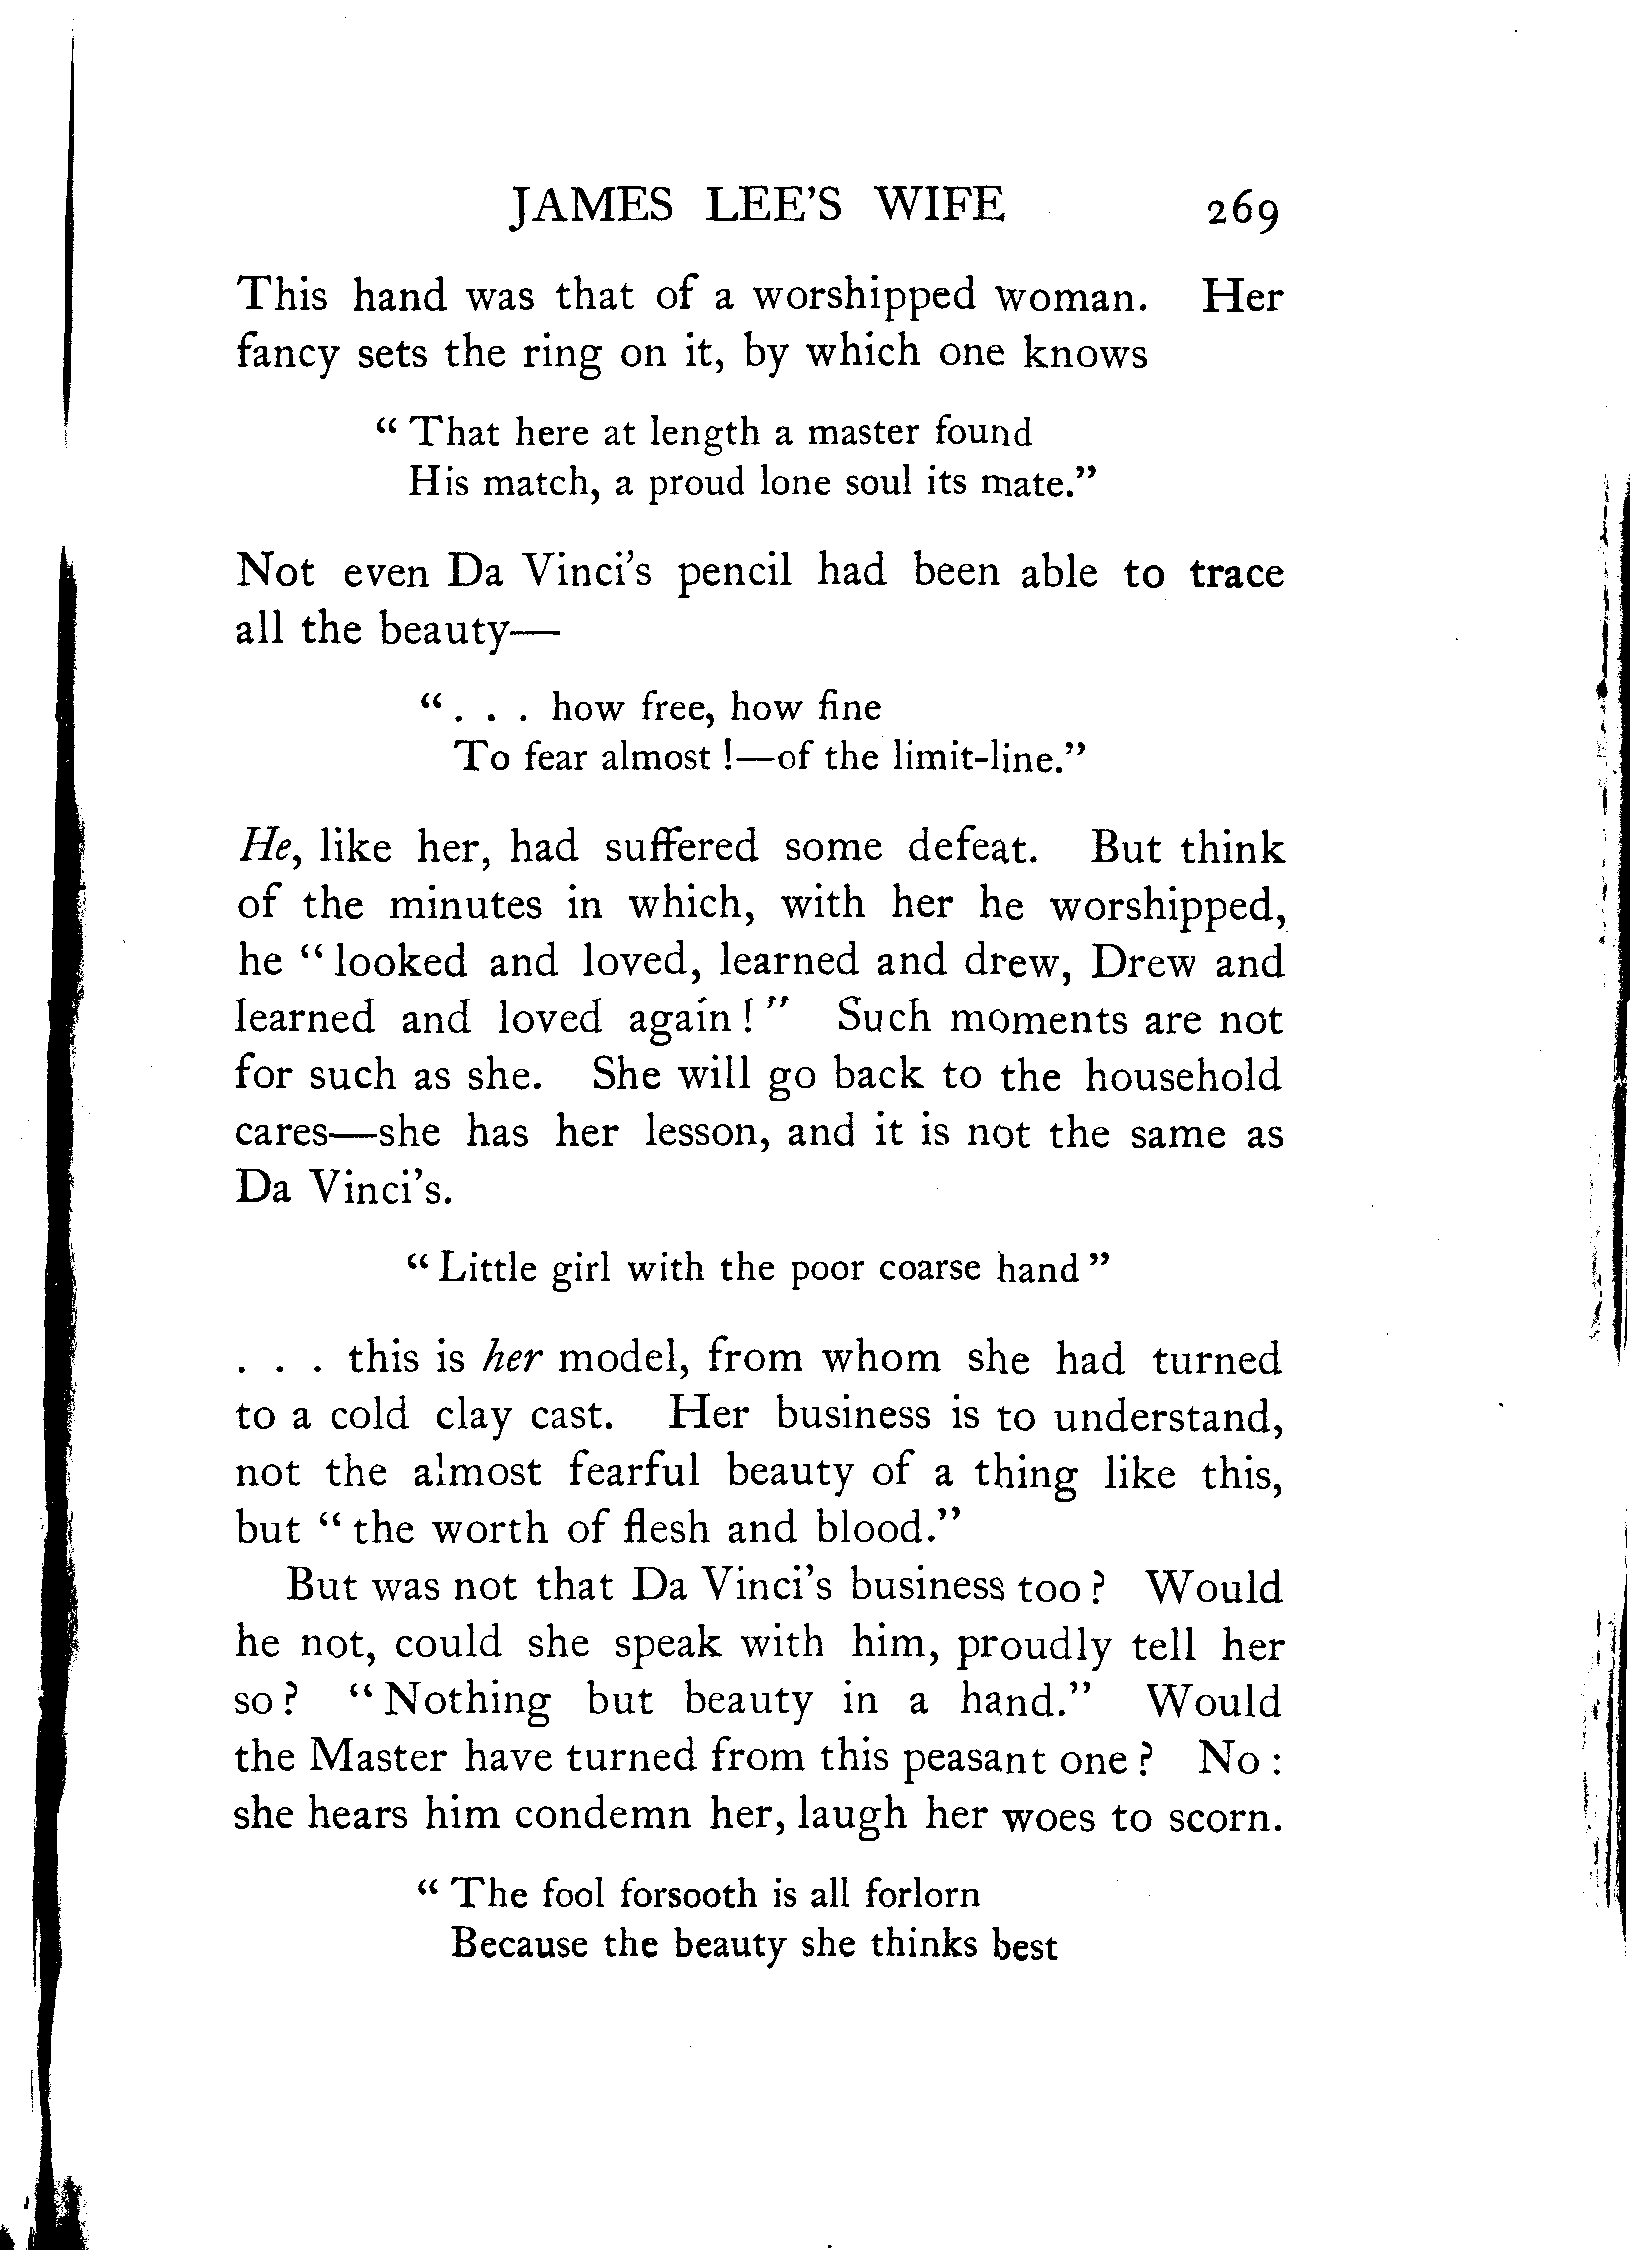 JAMES LEE'S WIFE 269
This hand was that of a worshipped woman. Her
fancy sets the ring on it, by which one knows
“ That here at length a master found
His match, a proud lone soul its mate.”
Not even Da Vinci's pencil had been able to trace
all the beauty—
“ . . . how free, how fine
To fear almost !—of the limit-line.”
He, like her, had suffered some defeat. But think
of the minutes in which, with her he worshipped,
he “ looked and loved, learned and drew, Drew and
learned and loved again ! ” Such moments are not
for such as she. She will go back to the household
cares—she has her lesson, and it is not the same as
Da Vinci's.
“ Little girl with the poor coarse hand ”
. . . this is her model, from whom she had turned
to a cold clay cast. Her business is to understand,
not the almost fearful beauty of a thing like this,
but “ the worth of flesh and blood.”
But was not that Da Vinci's business too ? Would
he not, could she speak with him, proudly tell her
so ? “ Nothing but beauty in a hand.” Would
the Master have turned from this peasant one ? No :
she hears him condemn her, laugh her woes to scorn.
“ The fool forsooth is all forlorn
Because the beauty she thinks best